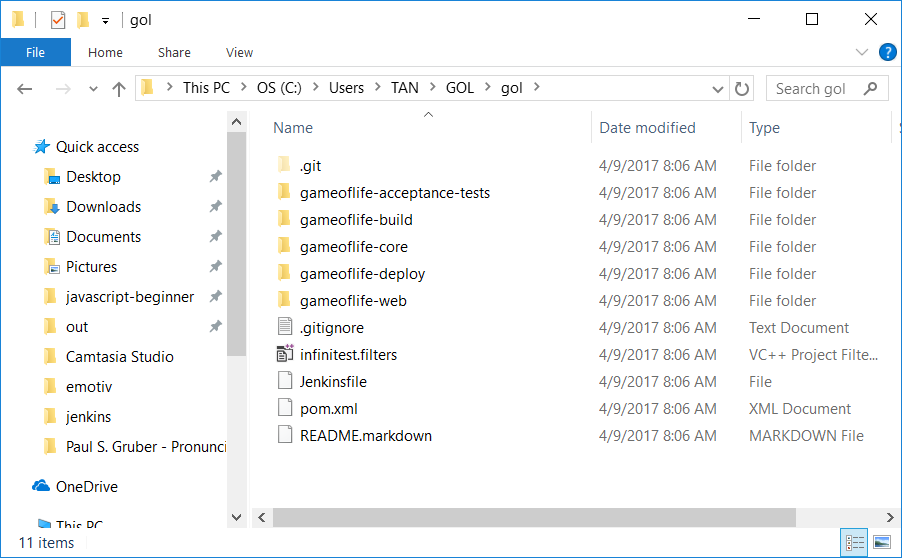 gol
File Home Share View
This PC OS (C:) Users TAN GOL gol Search gol
Name Date modified Type
Quick access
Desktop
Downloads
Documents
Pictures
javascript-beginner
out
Camtasia Studio
emotiv
jenkins
Paul S. Gruber - Pronunci
OneDrive
This PC
.git 4/9/2017 8:06 AM File folder
gameoflife-acceptance-tests 4/9/2017 8:06 AM File folder
gameoflife-build 4/9/2017 8:06 AM File folder
gameoflife-core 4/9/2017 8:06 AM File folder
gameoflife-deploy 4/9/2017 8:06 AM File folder
gameoflife-web 4/9/2017 8:06 AM File folder
.gitignore 4/9/2017 8:06 AM Text Document
infinitest.filters 4/9/2017 8:06 AM VC++ Project Filte...
Jenkinsfile 4/9/2017 8:06 AM File
pom.xml 4/9/2017 8:06 AM XML Document
README.markdown 4/9/2017 8:06 AM MARKDOWN File
11 items